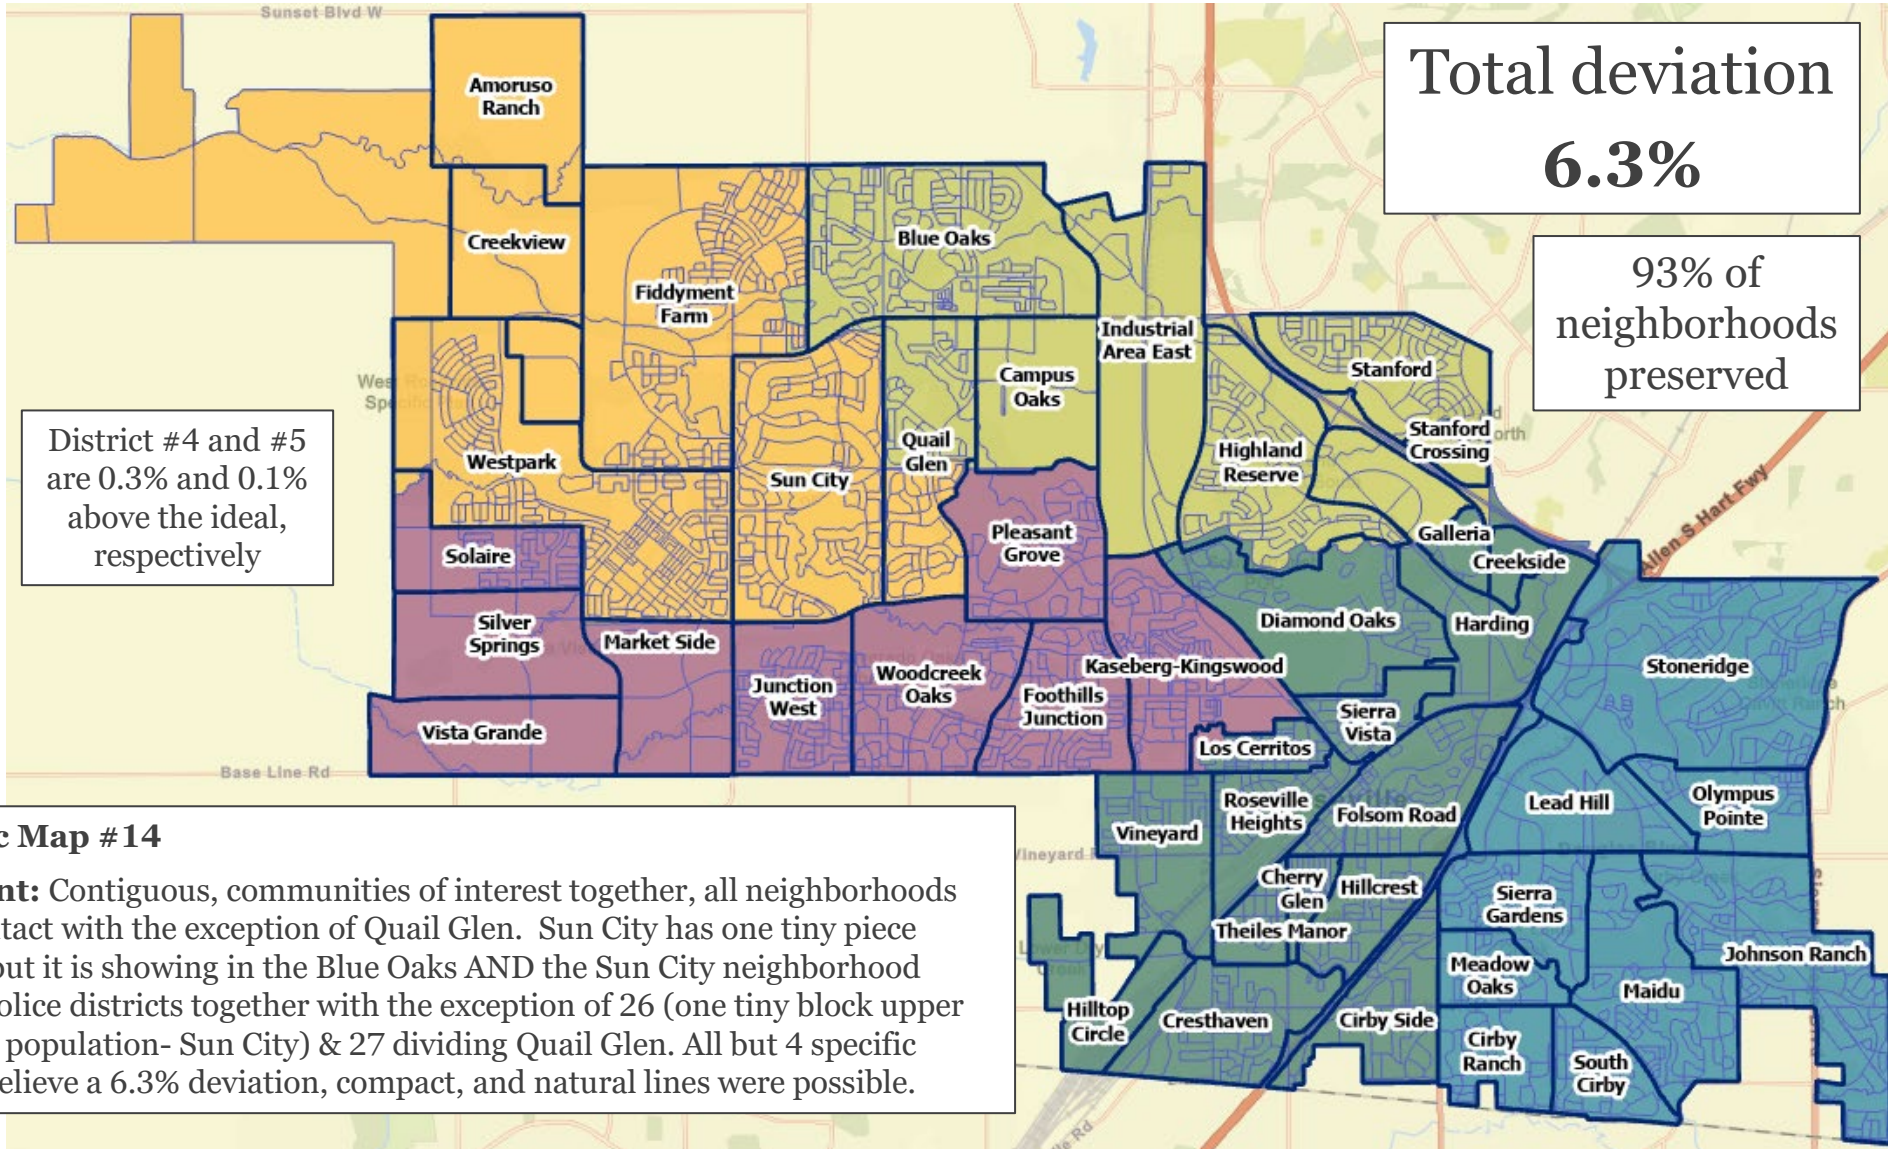 Sunset Blvd W
Total deviation
6.3%
93% of
neighborhoods
preserved
District #4 and #5
are 0.3% and 0.1%
above the ideal,
respectively
Amoruso
Ranch
Creekview
Fiddyment
Farm
Blue Oaks
Industrial
Area East
Campus
Oaks
Stanford
Stanford
Crossing
Highland
Reserve
Quail
Glen
Westpark
Sun City
Pleasant
Grove
Galleria
Creekside
Allen S Hart Fwy
Solaire
Silver
Springs
Market Side
Diamond Oaks
Harding
Stoneridge
Kaseberg-Kingswood
Junction
West
Woodcreek
Oaks
Foothills
Junction
Sierra
Vista
Vista Grande
Los Cerritos
Base Line Rd
Vineyard
Roseville
Heights
Folsom Road
Lead Hill
Olympus
Pointe
Cherry
Glen
Hillcrest
Theiles Manor
Sierra
Gardens
Meadow
Oaks
Maidu
Johnson Ranch
Hilltop
Circle
Cresthaven
Cirby Side
Cirby
Ranch
South
Cirby
c Map #14
nt: Contiguous, communities of interest together, all neighborhoods
tact with the exception of Quail Glen. Sun City has one tiny piece
out it is showing in the Blue Oaks AND the Sun City neighborhood
olice districts together with the exception of 26 (one tiny block upper
population- Sun City) & 27 dividing Quail Glen. All but 4 specific
elieve a 6.3% deviation, compact, and natural lines were possible.